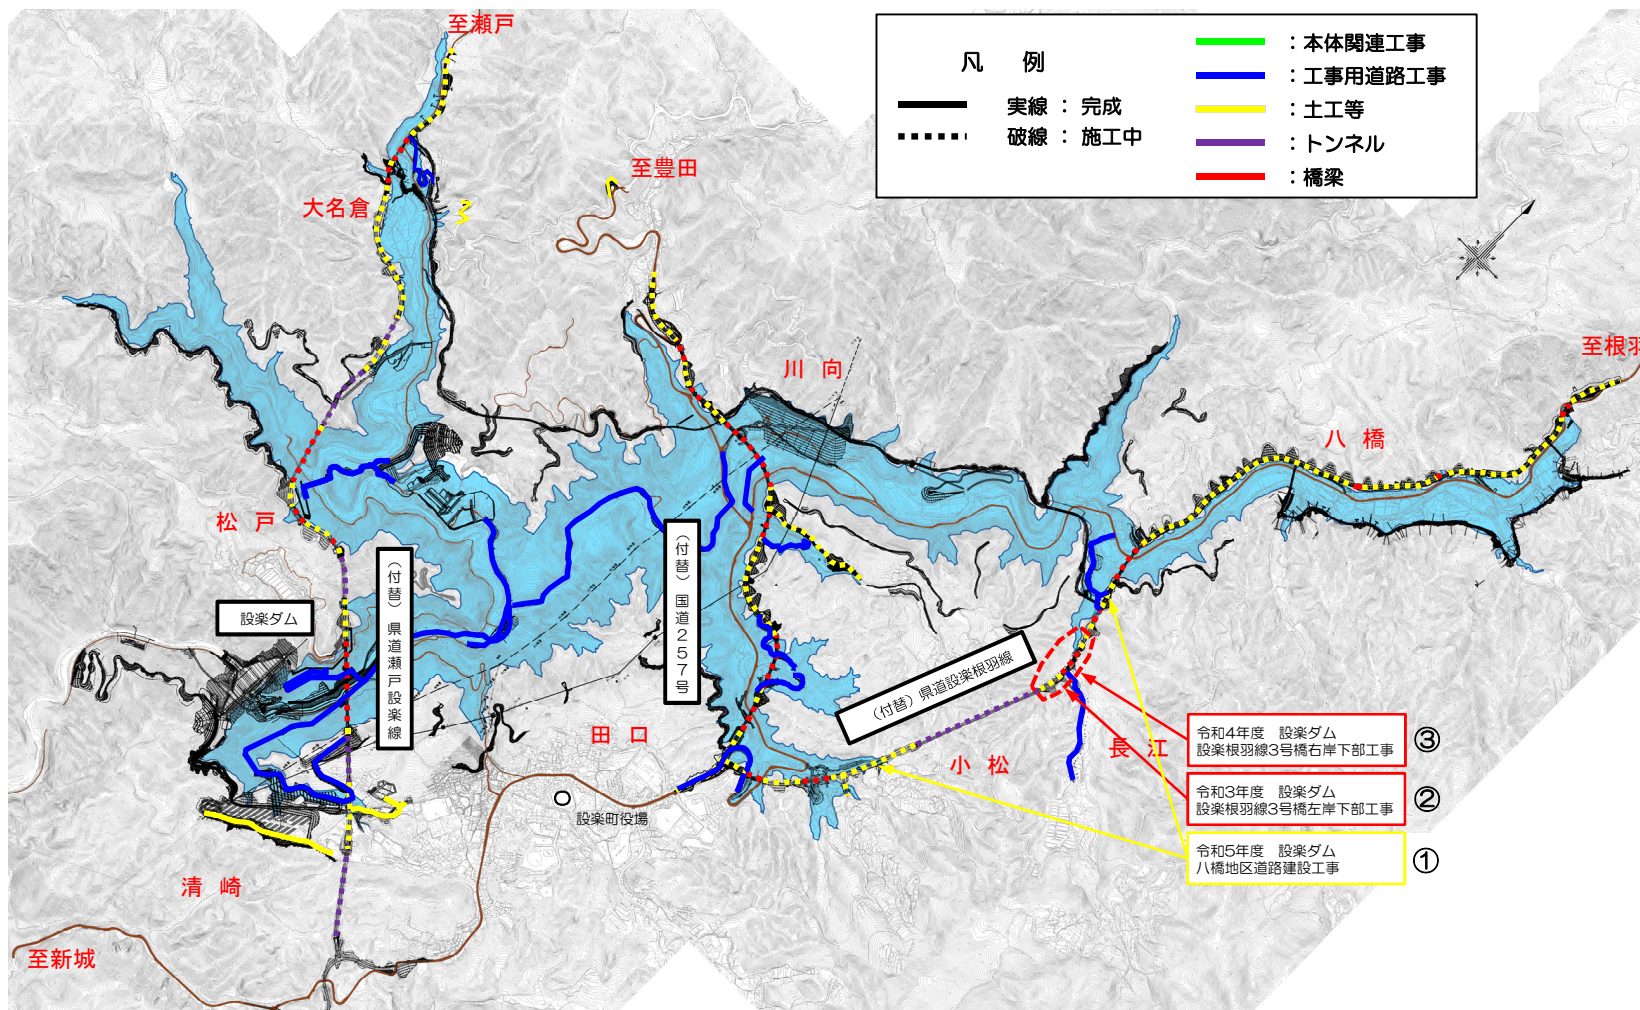 至瀬戸
凡　例
実線 ： 完成
破線 ： 施工中
：本体関連工事
：工事用道路工事
：土工等
：トンネル
：橋梁
至豊田
大名倉
川 向
至根羽
八 橋
松 戸
設楽ダム
（付替）県道瀬戸設楽線
（付替）国道２５７号
（付替）県道設楽根羽線
田 口
小 松
長 江
設楽町役場
令和4年度　設楽ダム
設楽根羽線3号橋右岸下部工事
③
令和3年度　設楽ダム
設楽根羽線3号橋左岸下部工事
②
令和5年度　設楽ダム
八橋地区道路建設工事
①
清 崎
至新城